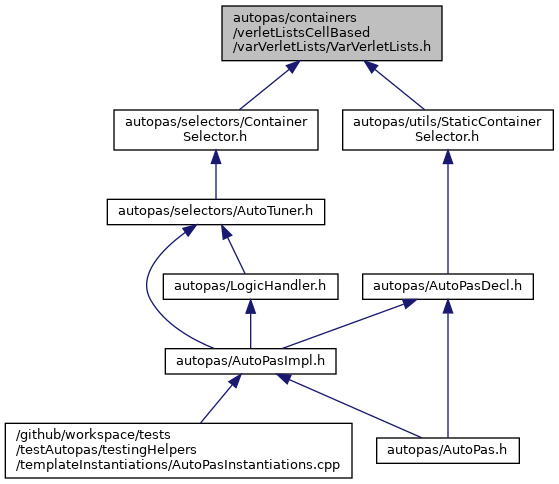 autopas/containers
/verletListsCellBased
/varVerletLists/VarVerletLists.h
autopas/selectors/Container
Selector.h
autopas/utils/StaticContainer
Selector.h
autopas/selectors/AutoTuner.h
autopas/LogicHandler.h
autopas/AutoPasDecl.h
autopas/AutoPasImpl.h
/github/workspace/tests
/testAutopas/testingHelpers
/templateInstantiations/AutoPasInstantiations.cpp
autopas/AutoPas.h